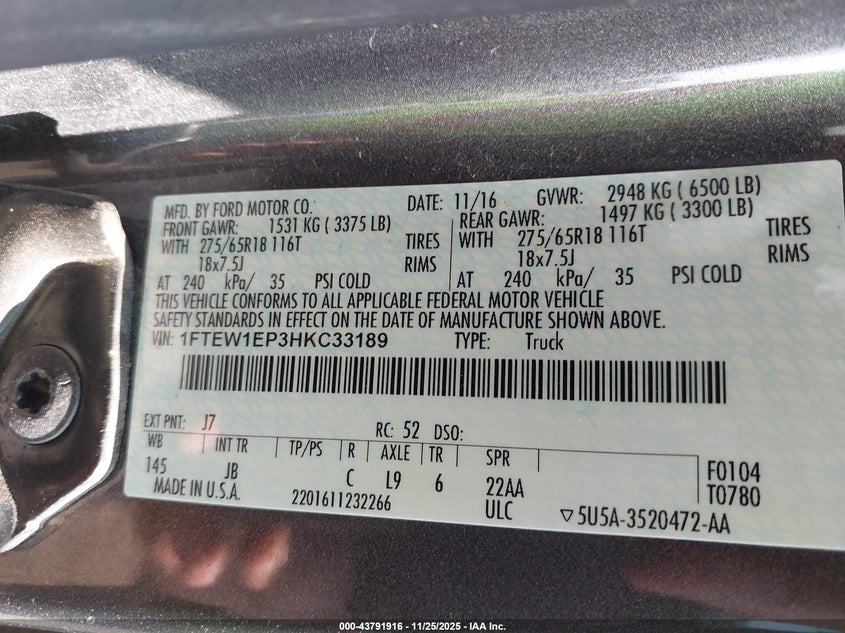 MFD. BY FORD MOTOR CO. DATE: 11/16 GVWR: 2948 KG ( 6500 LB)
FRONT GAWR: 1531 KG ( 3375 LB) REAR GAWR: 1497 KG ( 3300 LB)
WITH 275/65R18 116T TIRES WITH 275/65R18 116T TIRES
18x7.5J RIMS 18x7.5J RIMS
AT 240 kPa/ 35 PSI COLD AT 240 kPa/ 35 PSI COLD
THIS VEHICLE CONFORMS TO ALL APPLICABLE FEDERAL MOTOR VEHICLE
SAFETY STANDARDS IN EFFECT ON THE DATE OF MANUFACTURE SHOWN ABOVE.
VIN: 1FTEW1EP3HKC33189 TYPE: Truck
EXT PNT: J7 RC: 52 DSO:
WB INT TR TP/PS R AXLE TR SPR
145 JB C L9 6 22AA F0104
MADE IN U.S.A. 2201611232266 ULC T0780
▽5U5A-3520472-AA
000-43791916 - 11/25/2025 - IAA Inc.